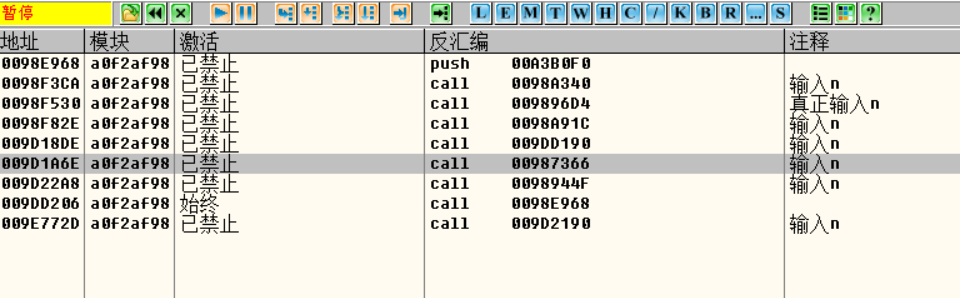 暂停 L E M T W H C / K B R ... S ?
地址 模块 激活 反汇编 注释
0098E968 a0f2af98 已禁止 push 00A3B0F0
0098F3CA a0f2af98 已禁止 call 0098A340 输入n
0098F530 a0f2af98 已禁止 call 009896D4 真正输入n
0098F82E a0f2af98 已禁止 call 0098A91C 输入n
009D18DE a0f2af98 已禁止 call 009DD190 输入n
009D1A6E a0f2af98 已禁止 call 00987366 输入n
009D22A8 a0f2af98 已禁止 call 0098944F 输入n
009DD206 a0f2af98 始终 call 0098E968
009E772D a0f2af98 已禁止 call 009D2190 输入n